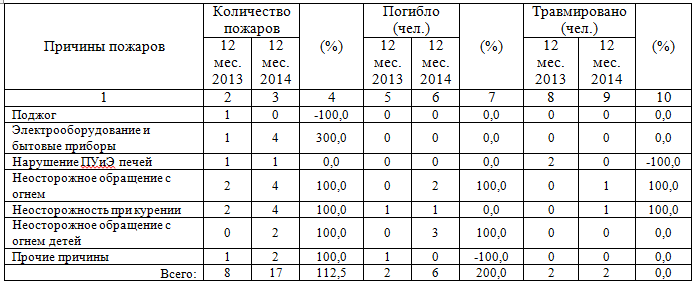 Причины пожаров Количество пожаров (%) Погибло (чел.) (%) Травмировано (чел.) (%)
12 мес. 2013 12 мес. 2014 12 мес. 2013 12 мес. 2014 12 мес. 2013 12 мес. 2014
1 2 3 4 5 6 7 8 9 10
Поджог 1 0 -100,0 0 0 0,0 0 0 0,0
Электрооборудование и
бытовые приборы 1 4 300,0 0 0 0,0 0 0 0,0
Нарушение ПУиЭ печей 1 1 0,0 0 0 0,0 2 0 -100,0
Неосторожное обращение с
огнем 2 4 100,0 0 2 100,0 0 1 100,0
Неосторожность при курении 2 4 100,0 1 1 0,0 0 1 100,0
Неосторожное обращение с
огнем детей 0 2 100,0 0 3 100,0 0 0 0,0
Прочие причины 1 2 100,0 1 0 -100,0 0 0 0,0
Всего: 8 17 112,5 2 6 200,0 2 2 0,0